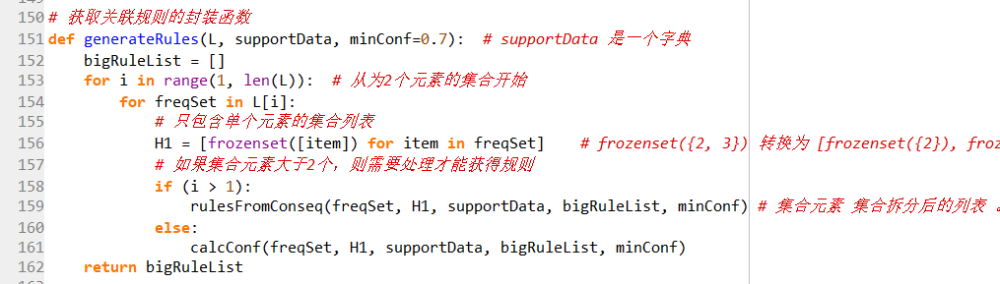 150 # 获取关联规则的封装函数
151 def generateRules(L, supportData, minConf=0.7):  # supportData 是一个字典
152     bigRuleList = []
153     for i in range(1, len(L)):  # 从为2个元素的集合开始
154         for freqSet in L[i]:
155             # 只包含单个元素的集合列表
156             H1 = [frozenset([item]) for item in freqSet]    # frozenset({2, 3}) 转换为 [frozenset({2}), froz
157             # 如果集合元素大于2个，则需要处理才能获得规则
158             if (i > 1):
159                 rulesFromConseq(freqSet, H1, supportData, bigRuleList, minConf) # 集合元素 集合拆分后的列表
160             else:
161                 calcConf(freqSet, H1, supportData, bigRuleList, minConf)
162     return bigRuleList